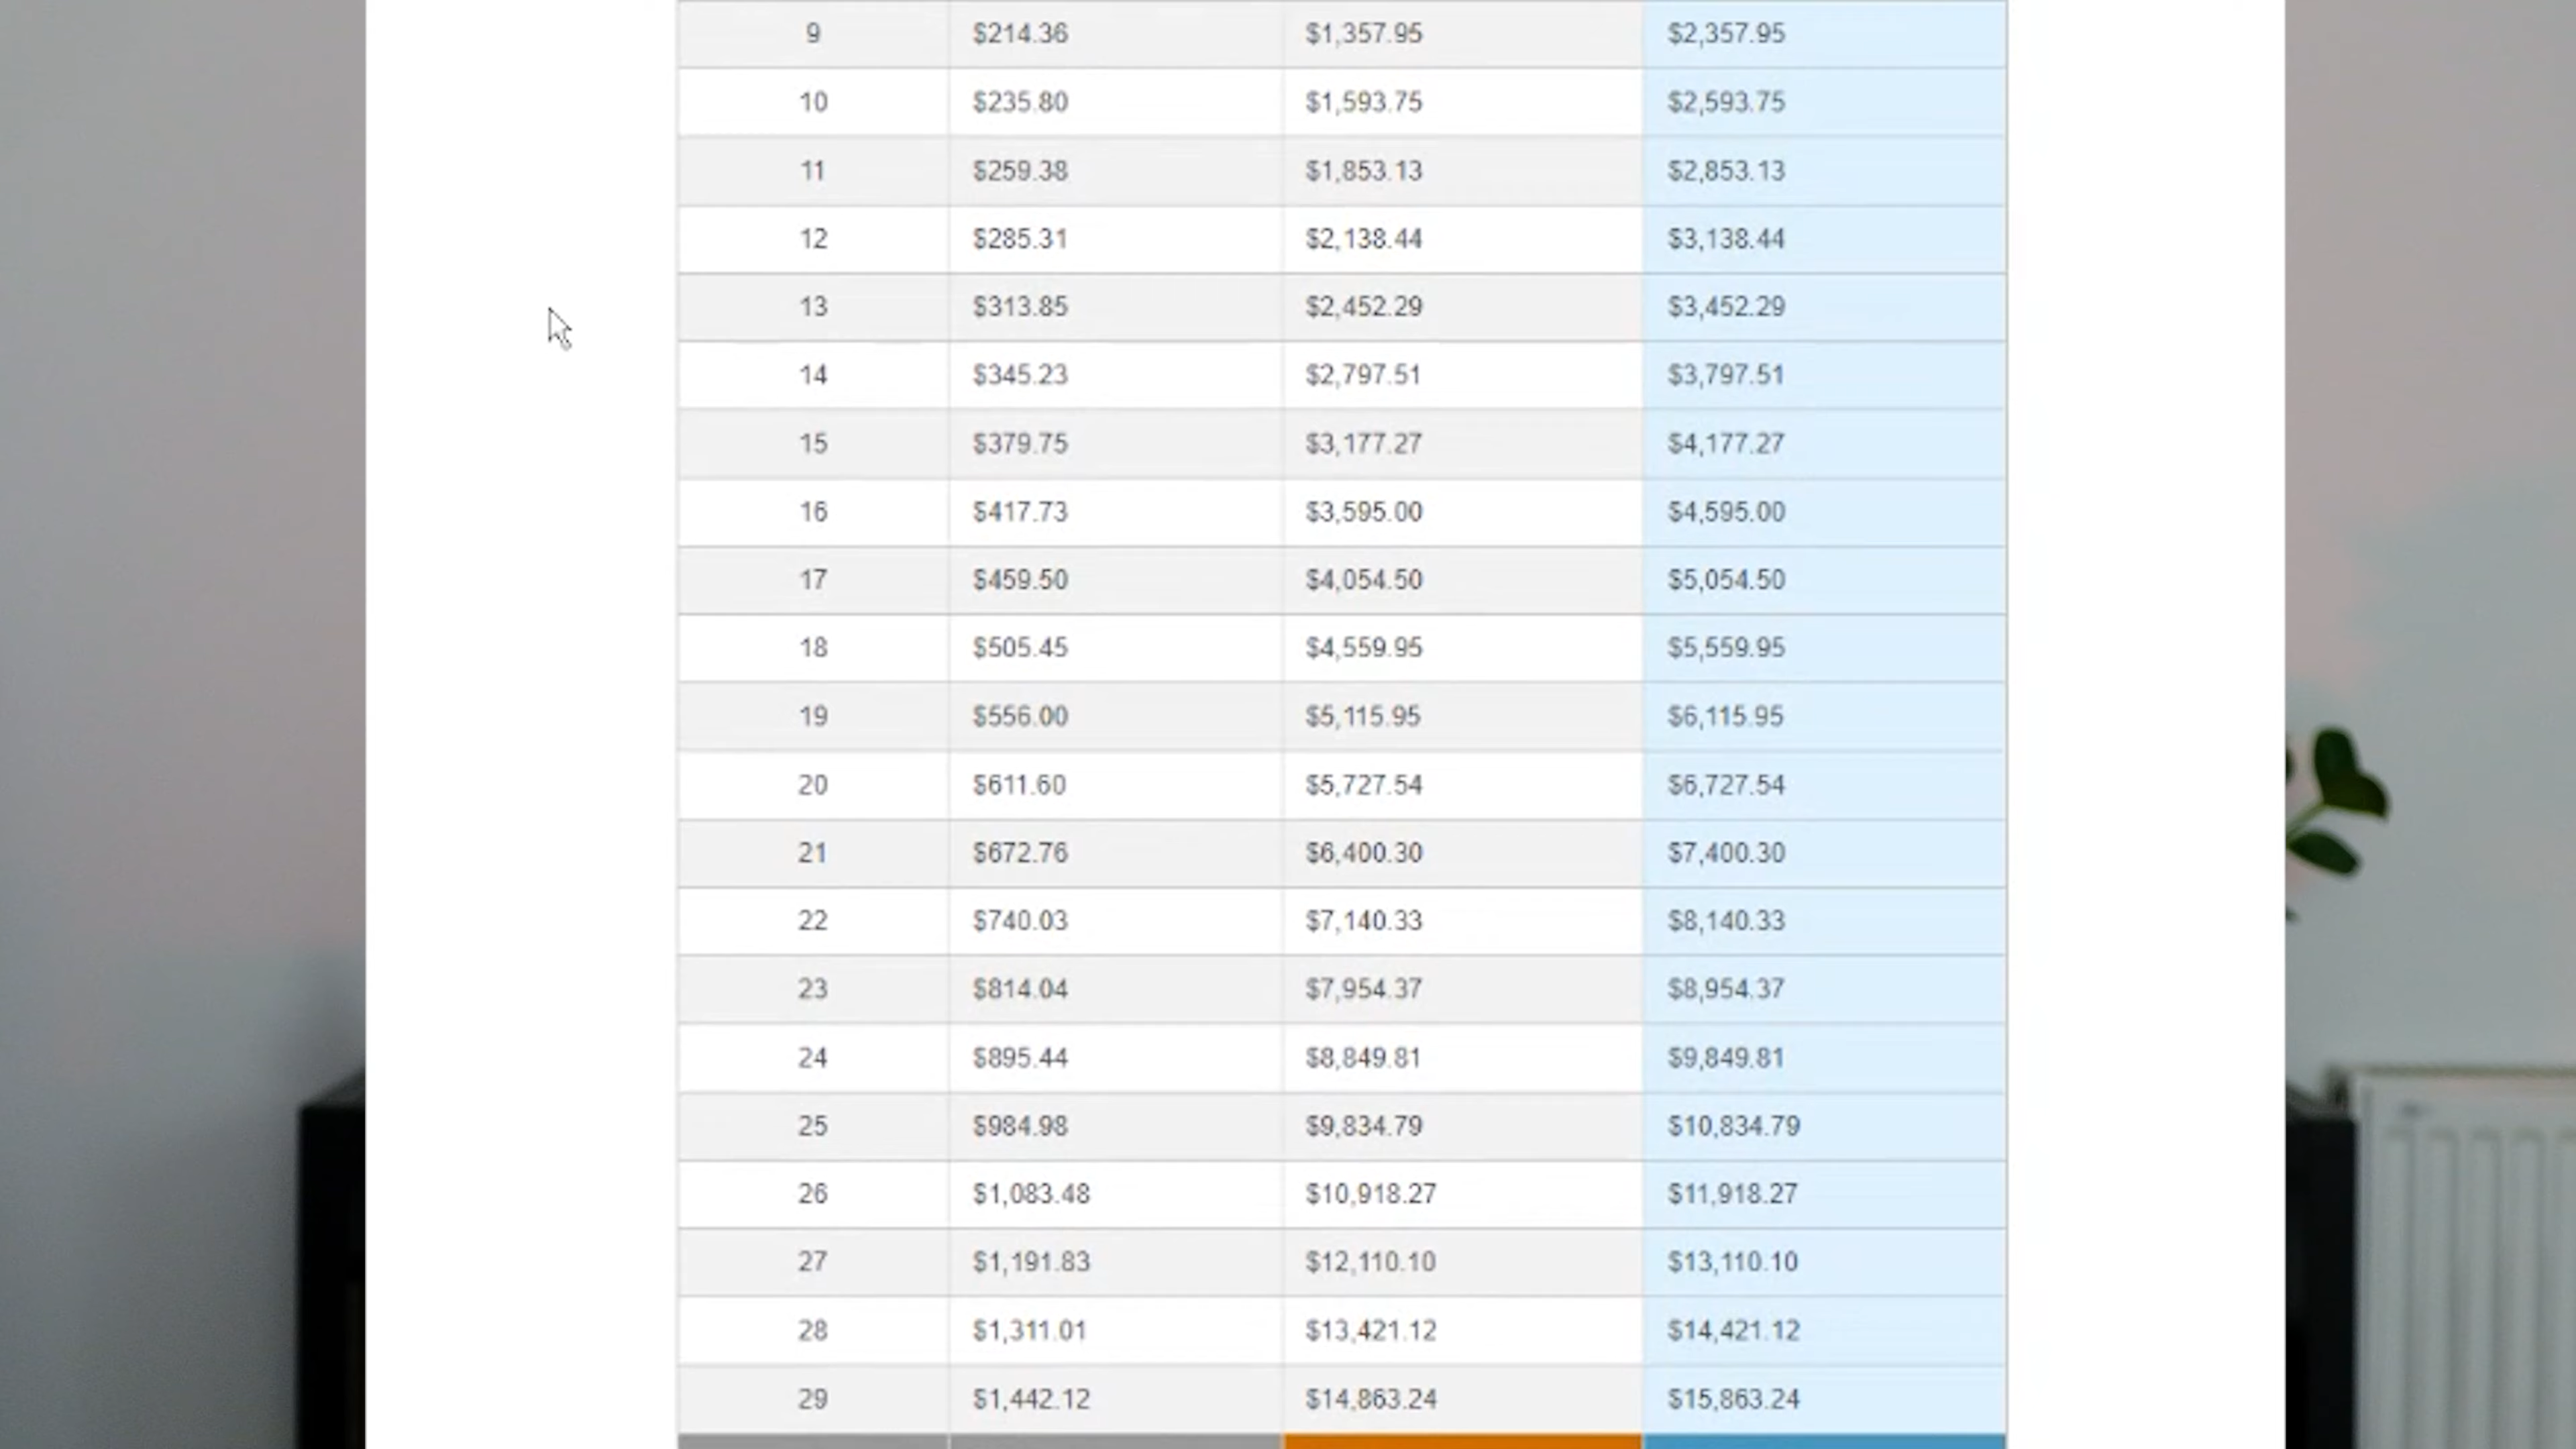 9 $214.36 $1,357.95 $2,357.95
10 $235.80 $1,593.75 $2,593.75
11 $259.38 $1,853.13 $2,853.13
12 $285.31 $2,138.44 $3,138.44
13 $313.85 $2,452.29 $3,452.29
14 $345.23 $2,797.51 $3,797.51
15 $379.75 $3,177.27 $4,177.27
16 $417.73 $3,595.00 $4,595.00
17 $459.50 $4,054.50 $5,054.50
18 $505.45 $4,559.95 $5,559.95
19 $556.00 $5,115.95 $6,115.95
20 $611.60 $5,727.54 $6,727.54
21 $672.76 $6,400.30 $7,400.30
22 $740.03 $7,140.33 $8,140.33
23 $814.04 $7,954.37 $8,954.37
24 $895.44 $8,849.81 $9,849.81
25 $984.98 $9,834.79 $10,834.79
26 $1,083.48 $10,918.27 $11,918.27
27 $1,191.83 $12,110.10 $13,110.10
28 $1,311.01 $13,421.12 $14,421.12
29 $1,442.12 $14,863.24 $15,863.24